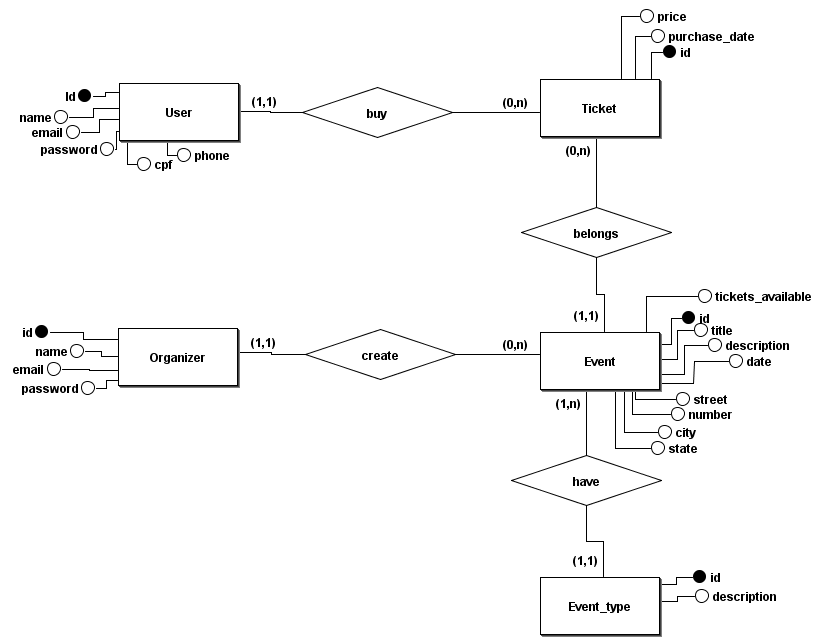 price
purchase_date
id
Id
name
email
password
cpf
phone
User
(1,1)
buy
(0,n)
Ticket
(0,n)
belongs
(1,1)
tickets_available
id
title
description
date
street
number
city
state
id
name
email
password
Organizer
(1,1)
create
(0,n)
Event
(1,n)
have
(1,1)
Event_type
id
description